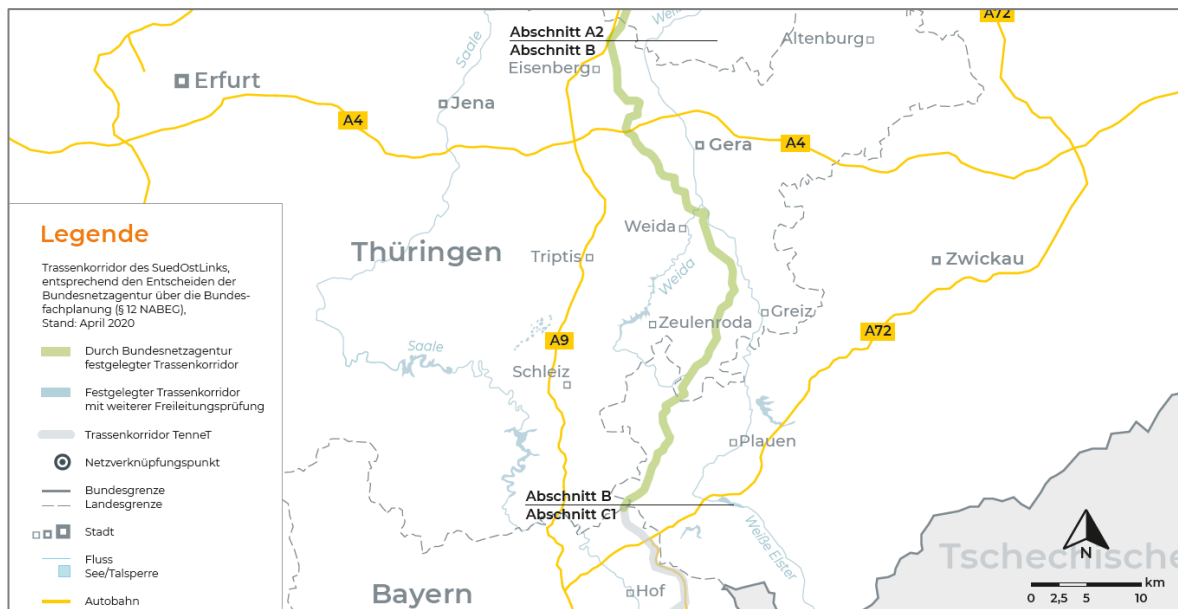 A72
Abschnitt A2
Abschnitt B
Altenburg
Saale
Eisenberg
Erfurt
Jena
A4
Gera
A4
Legende
Trassenkorridor des SuedOstLinks,
entsprechend den Entscheiden der
Bundesnetzagentur über die Bundes-
fachplanung (§ 12 NABEG),
Stand: April 2020
Durch Bundesnetzagentur
festgelegter Trassenkorridor
Festgelegter Trassenkorridor
mit weiterer Freileitungsprüfung
Trassenkorridor TenneT
Netzverknüpfungspunkt
Bundesgrenze
Landesgrenze
Stadt
Fluss
See/Talsperre
Autobahn
Weida
Thüringen
Triptis
Zwickau
Weida
Greiz
Zeulenroda
A72
A9
Saale
Schleiz
Plauen
Abschnitt B
Abschnitt C1
Weiße Elster
N
Tschechische
0 2,5 5 10 km
Bayern
Hof